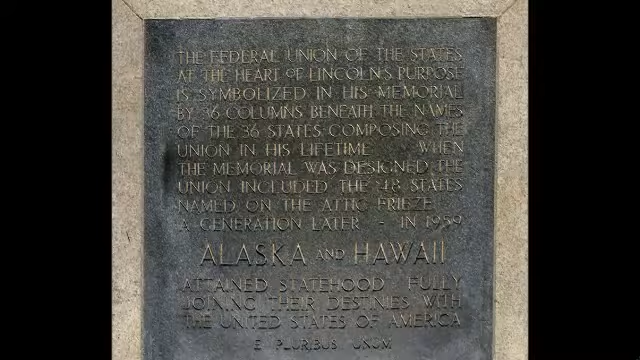 THE FEDERAL UNION OF THE STATES
AT THE HEART OF LINCOLN'S PURPOSE
IS SYMBOLIZED IN HIS MEMORIAL
BY 36 COLUMNS BENEATH THE NAMES
OF THE 36 STATES COMPOSING THE
UNION IN HIS LIFETIME WHEN
THE MEMORIAL WAS DESIGNED THE
UNION INCLUDED THE 48 STATES
NAMED ON THE ATTIC FRIEZE
A GENERATION LATER - IN 1959
ALASKA AND HAWAII
ATTAINED STATEHOOD FULLY
JOINING THEIR DESTINIES WITH
THE UNITED STATES OF AMERICA
E PLURIBUS UNUM